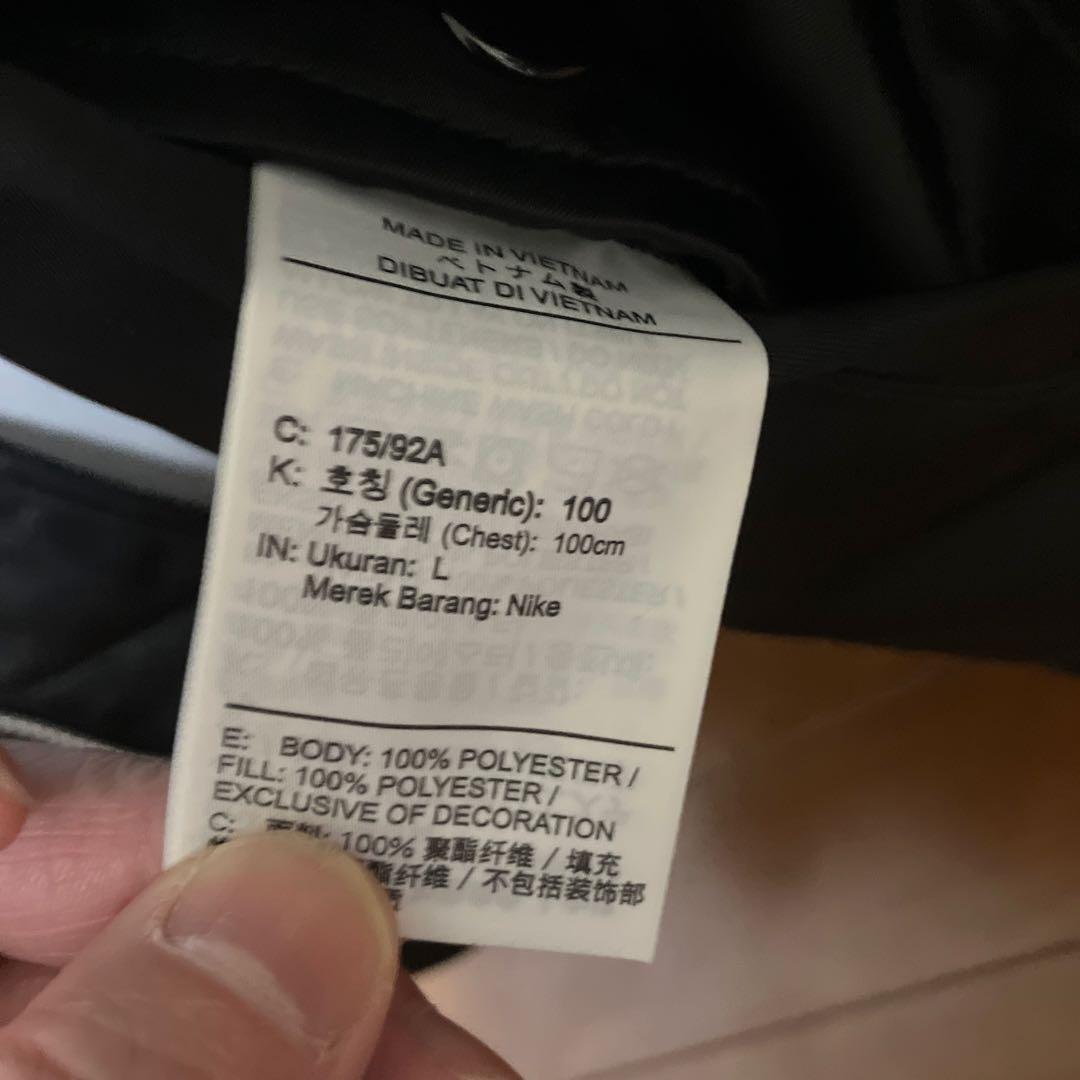 MADE IN VIETNAM
ベトナム製
DIBUAT DI VIETNAM
C: 175/92A
K: 호칭 (Generic): 100
가슴둘레 (Chest): 100cm
IN: Ukuran: L
Merek Barang: Nike
E: BODY: 100% POLYESTER /
FILL: 100% POLYESTER /
EXCLUSIVE OF DECORATION
C: 100% 聚酯纤维 / 填充
酯纤维 / 不包括装饰部